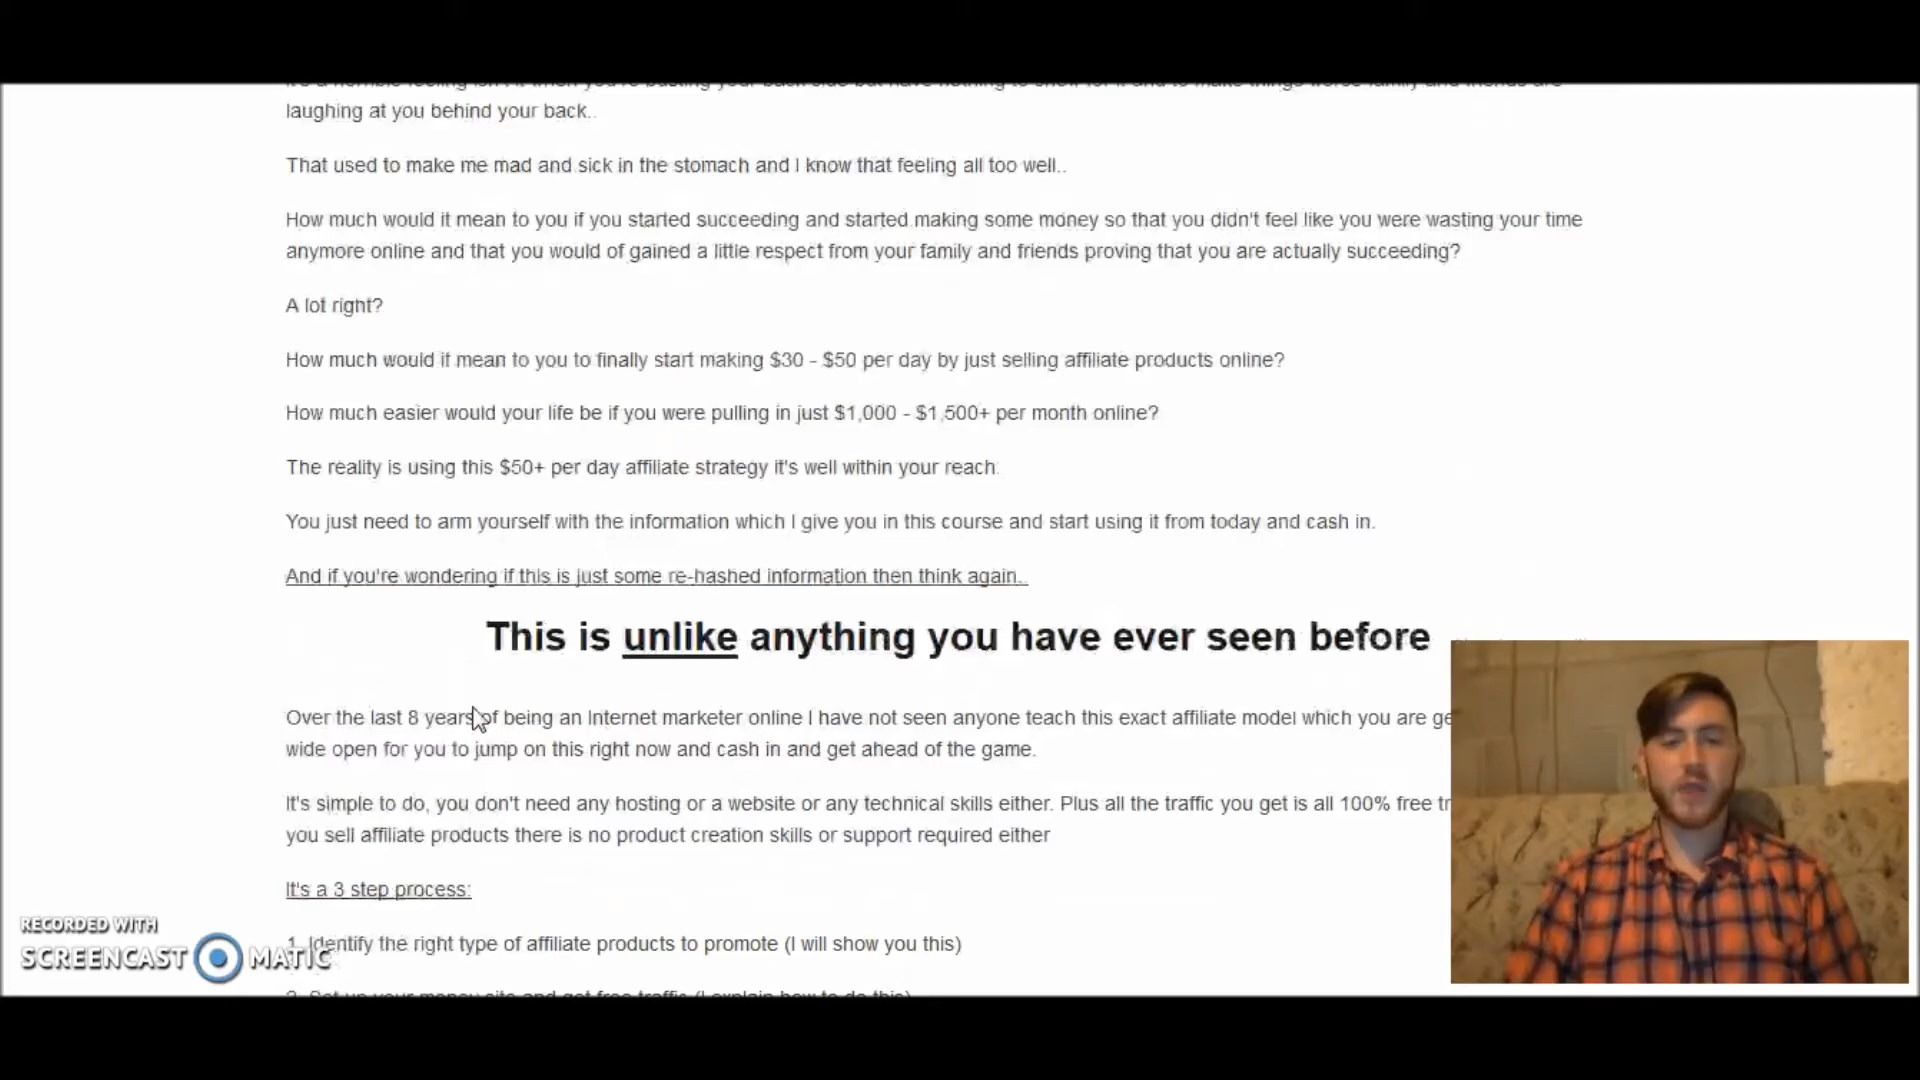 laughing at you behind your back..
That used to make me mad and sick in the stomach and I know that feeling all too well..
How much would it mean to you if you started succeeding and started making some money so that you didn't feel like you were wasting your time
anymore online and that you would of gained a little respect from your family and friends proving that you are actually succeeding?
A lot right?
How much would it mean to you to finally start making $30 - $50 per day by just selling affiliate products online?
How much easier would your life be if you were pulling in just $1,000 - $1,500+ per month online?
The reality is using this $50+ per day affiliate strategy it's well within your reach.
You just need to arm yourself with the information which I give you in this course and start using it from today and cash in.
And if you're wondering if this is just some re-hashed information then think again..
This is unlike anything you have ever seen before
Over the last 8 years of being an Internet marketer online I have not seen anyone teach this exact affiliate model which you are ge
wide open for you to jump on this right now and cash in and get ahead of the game.
It's simple to do, you don't need any hosting or a website or any technical skills either. Plus all the traffic you get is all 100% free tr
you sell affiliate products there is no product creation skills or support required either
It's a 3 step process:
1. Identify the right type of affiliate products to promote (I will show you this)
RECORDED WITH
SCREENCAST MATIC